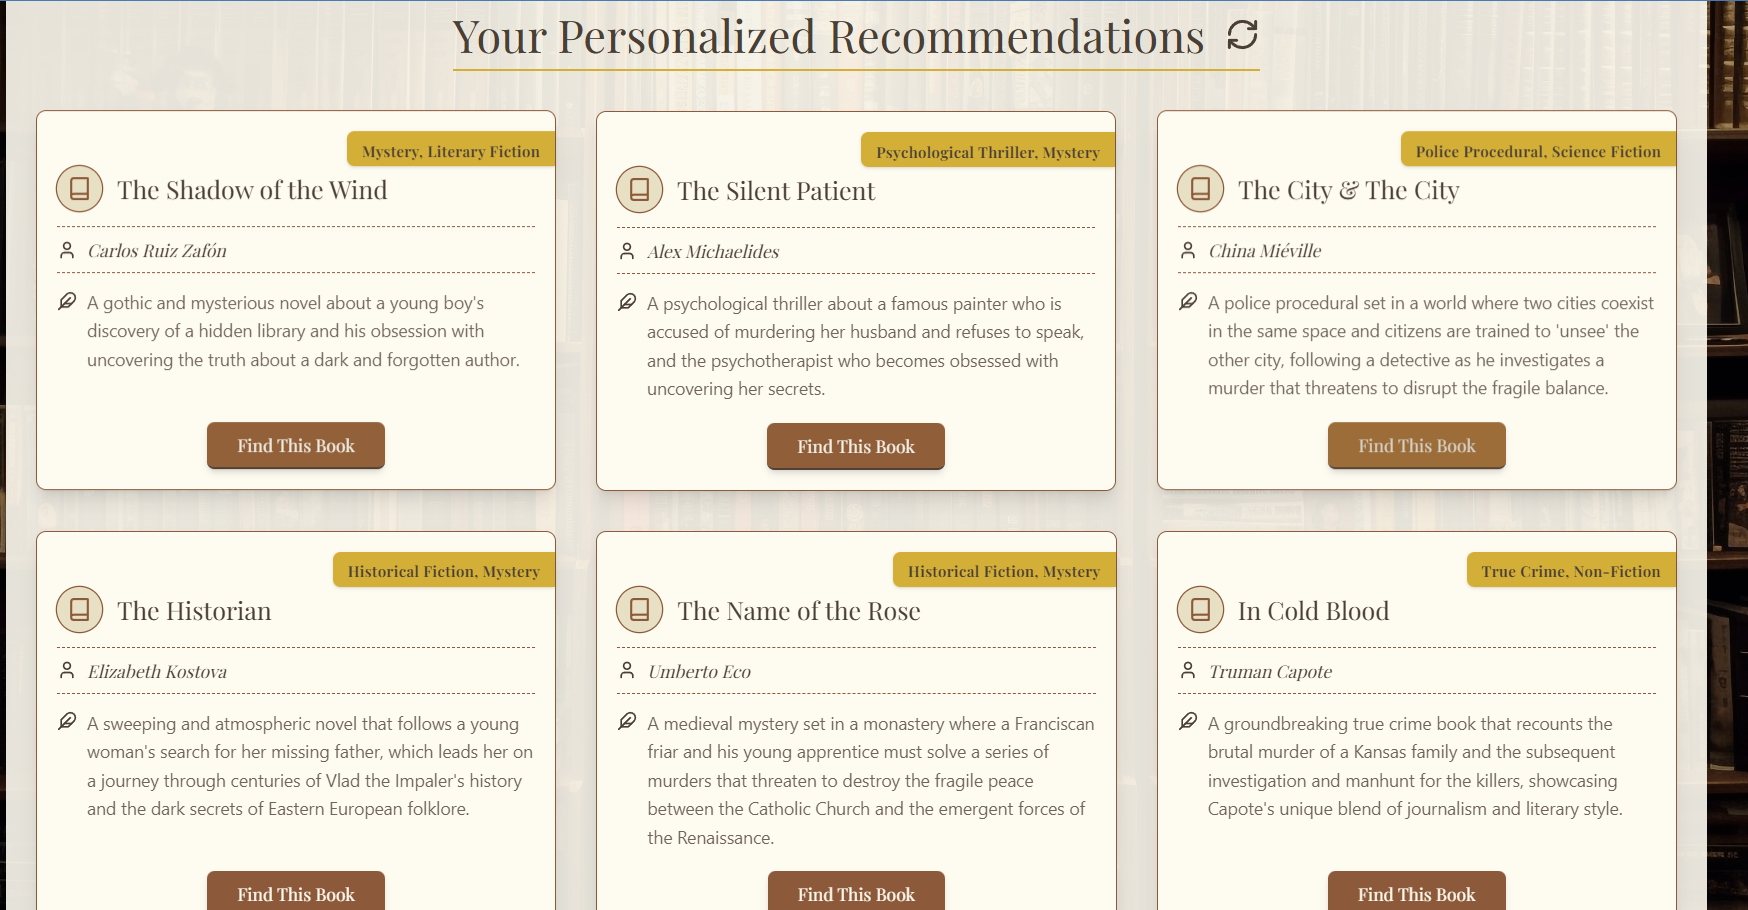 Your Personalized Recommendations
Mystery, Literary Fiction
The Shadow of the Wind
Carlos Ruiz Zafón
A gothic and mysterious novel about a young boy's
discovery of a hidden library and his obsession with
uncovering the truth about a dark and forgotten author.
Find This Book
Psychological Thriller, Mystery
The Silent Patient
Alex Michaelides
A psychological thriller about a famous painter who is
accused of murdering her husband and refuses to speak,
and the psychotherapist who becomes obsessed with
uncovering her secrets.
Find This Book
Police Procedural, Science Fiction
The City & The City
China Miéville
A police procedural set in a world where two cities coexist
in the same space and citizens are trained to 'unsee' the
other city, following a detective as he investigates a
murder that threatens to disrupt the fragile balance.
Find This Book
Historical Fiction, Mystery
The Historian
Elizabeth Kostova
A sweeping and atmospheric novel that follows a young
woman's search for her missing father, which leads her on
a journey through centuries of Vlad the Impaler's history
and the dark secrets of Eastern European folklore.
Find This Book
Historical Fiction, Mystery
The Name of the Rose
Umberto Eco
A medieval mystery set in a monastery where a Franciscan
friar and his young apprentice must solve a series of
murders that threaten to destroy the fragile peace
between the Catholic Church and the emergent forces of
the Renaissance.
Find This Book
True Crime, Non-Fiction
In Cold Blood
Truman Capote
A groundbreaking true crime book that recounts the
brutal murder of a Kansas family and the subsequent
investigation and manhunt for the killers, showcasing
Capote's unique blend of journalism and literary style.
Find This Book